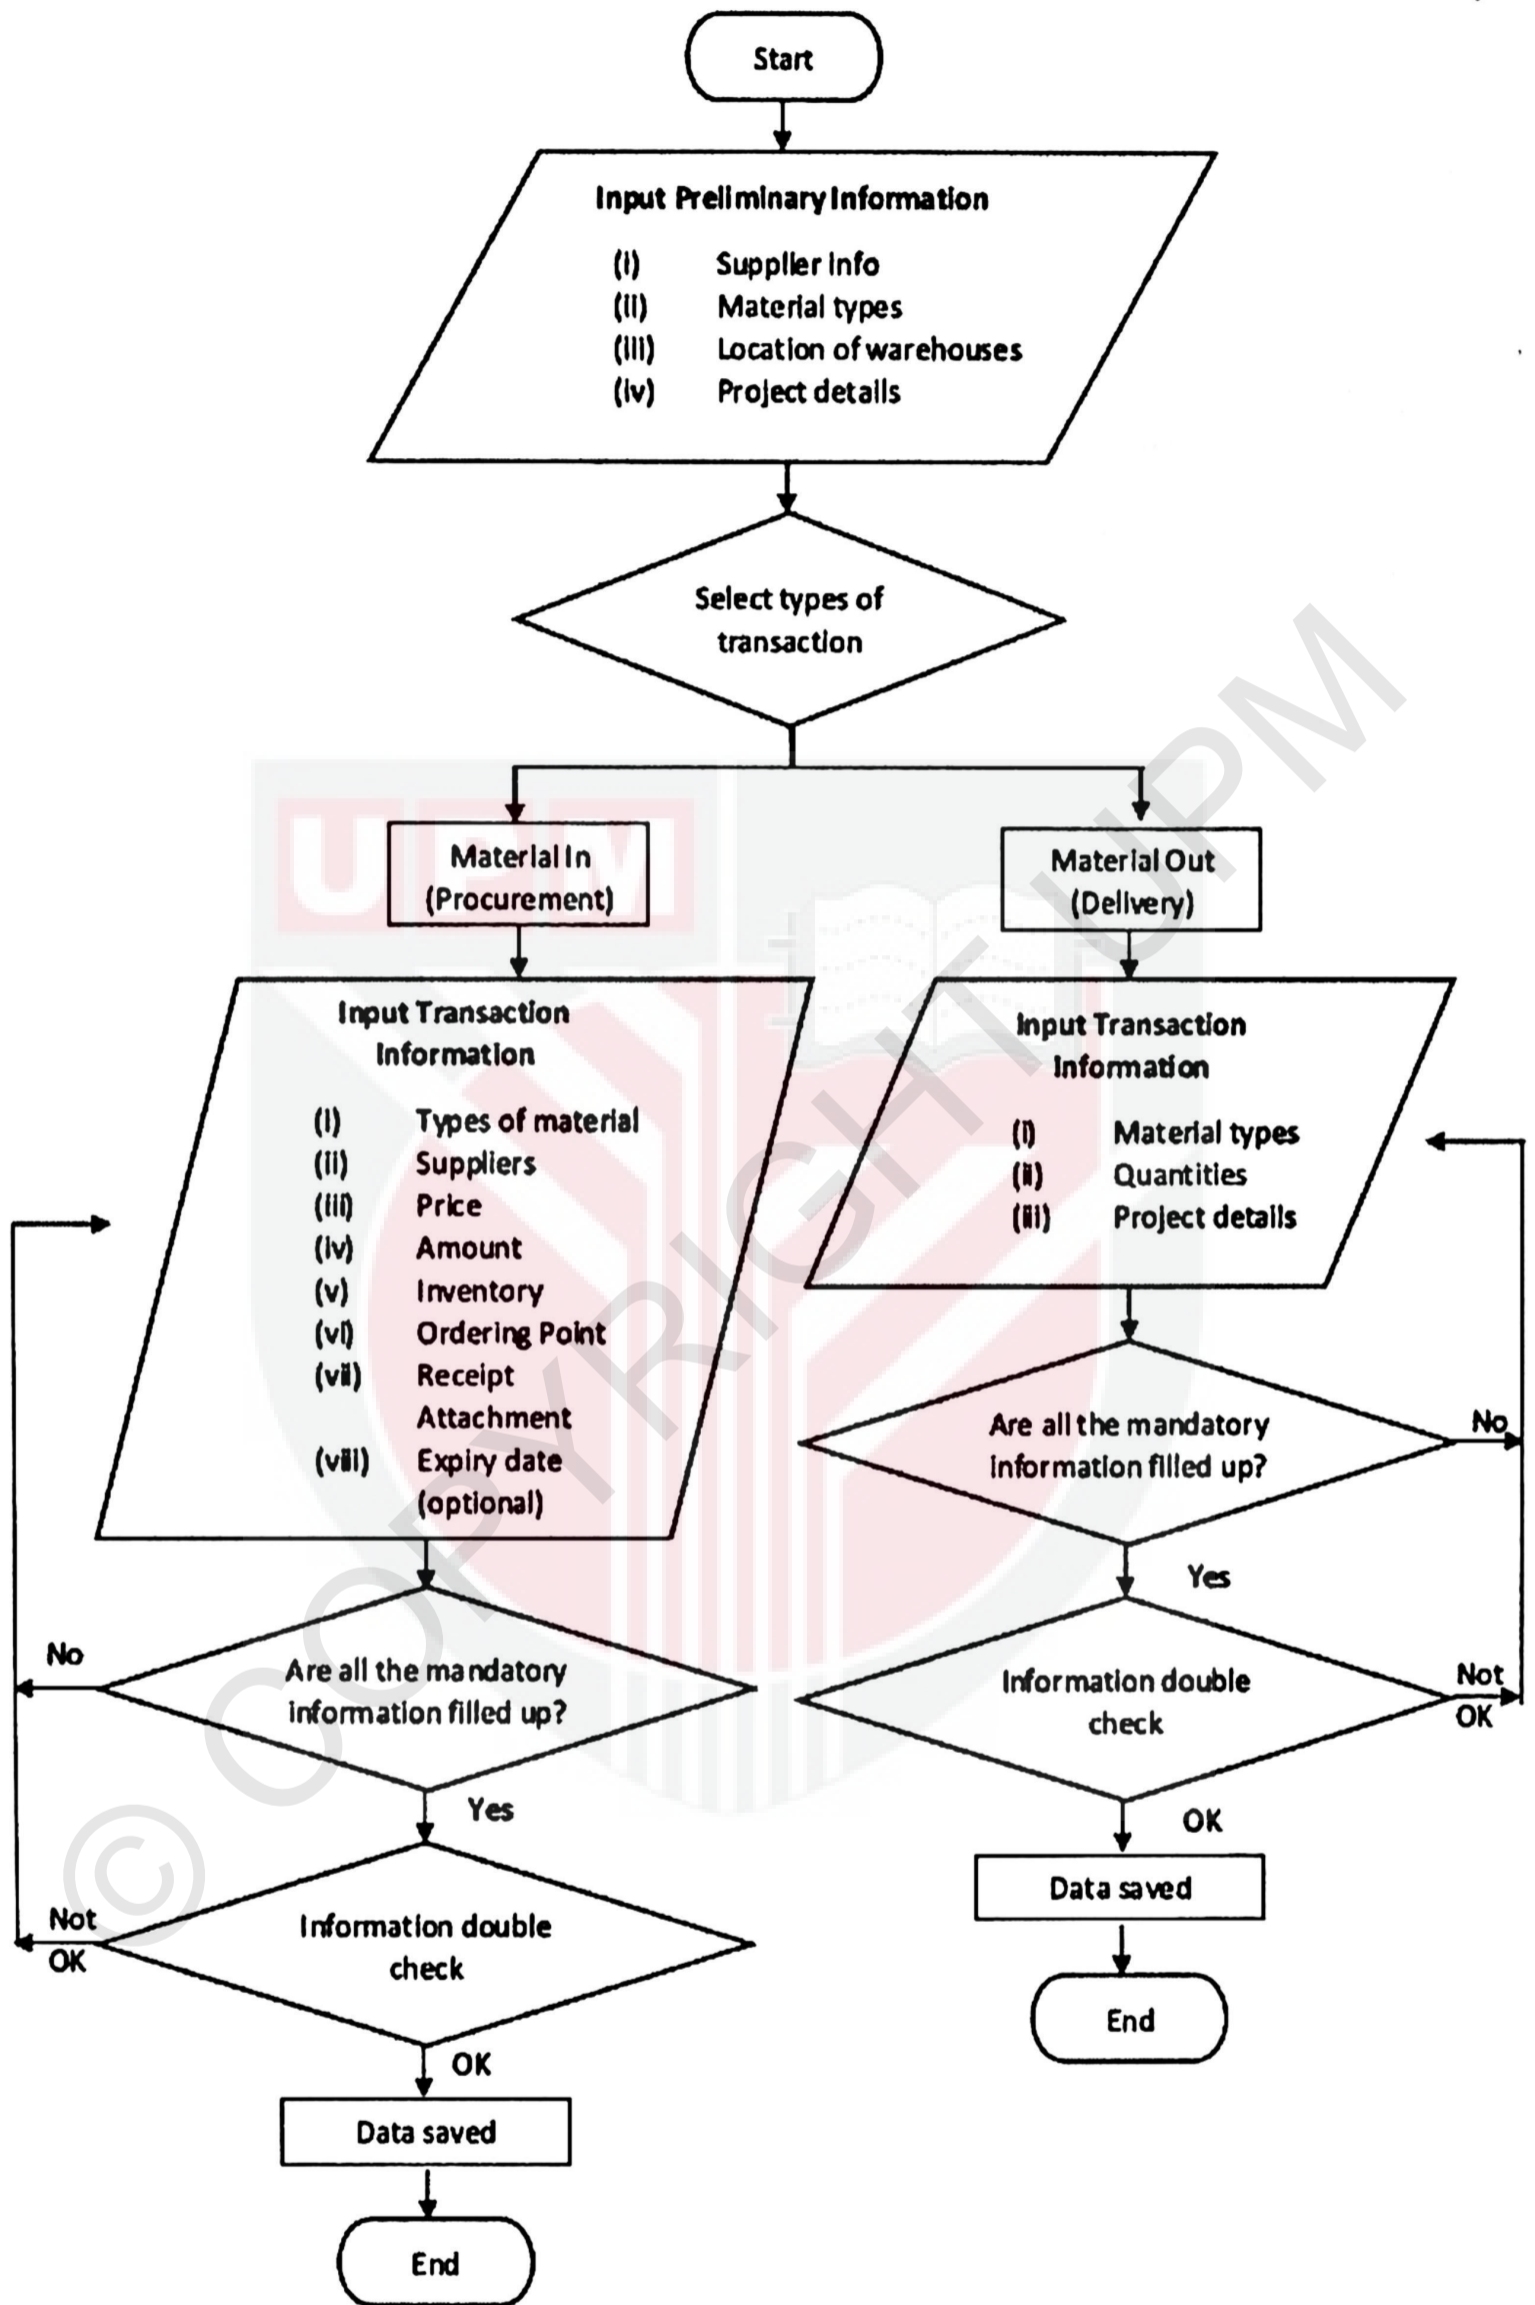 Start
Input Preliminary Information
(i) Supplier info
(ii) Material types
(iii) Location of warehouses
(iv) Project details
Select types of
transaction
UPM
Material In
(Procurement)
Input Transaction
Information
(i) Types of material
(ii) Suppliers
(iii) Price
(iv) Amount
(v) Inventory
(vi) Ordering Point
(vii) Receipt
Attachment
(viii) Expiry date
(optional)
No
Are all the mandatory
information filled up?
Yes
Not
OK
Information double
check
OK
Data saved
End
Material Out
(Delivery)
Input Transaction
Information
(i) Material types
(ii) Quantities
(iii) Project details
Are all the mandatory
information filled up?
No
Yes
Information double
check
Not
OK
OK
Data saved
End
© COPYRIGHT UPM